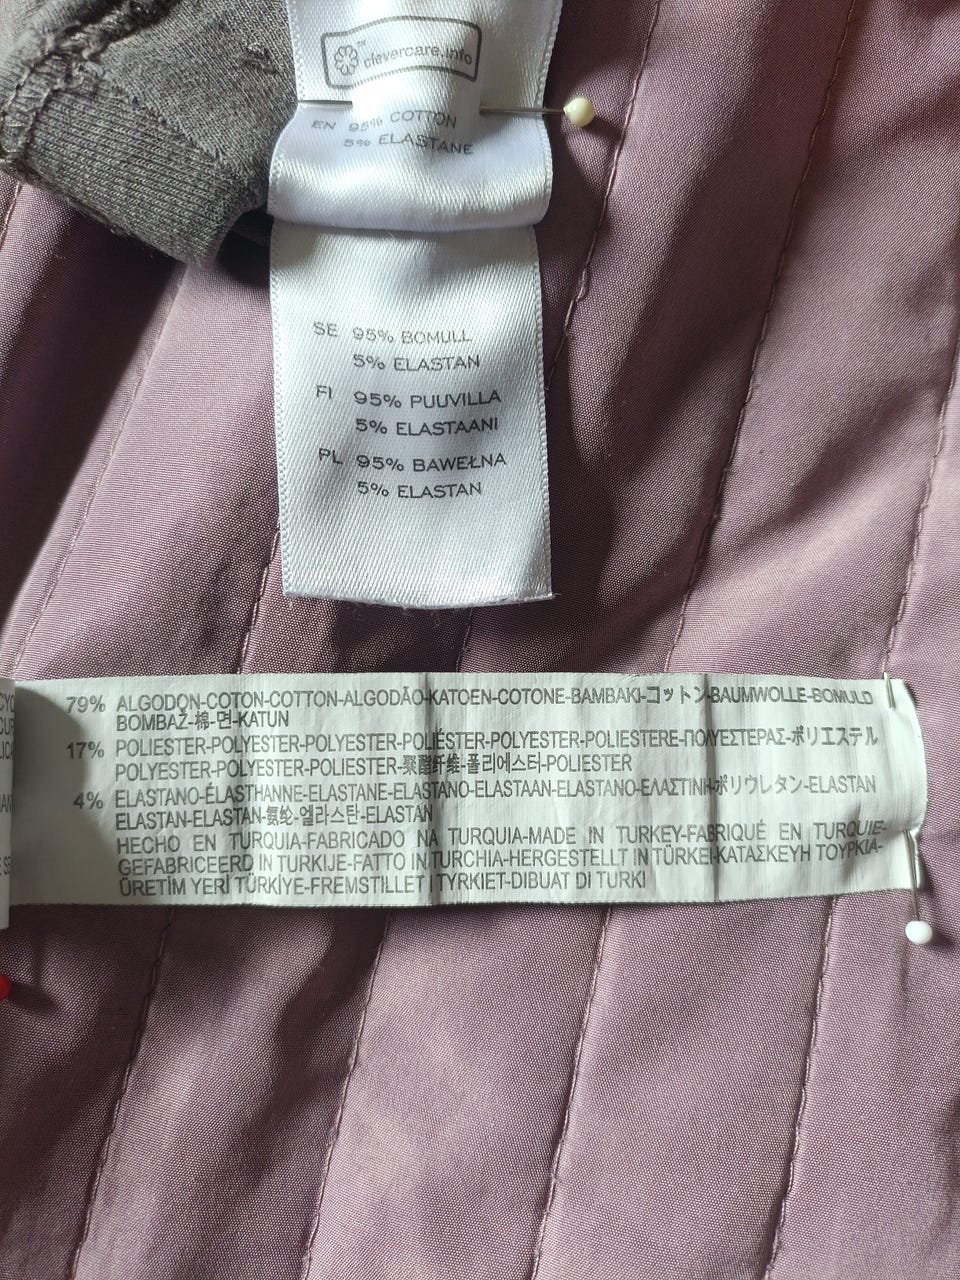 clevercare.info
EN 95% COTTON
5% ELASTANE
SE 95% BOMULL
5% ELASTAN
FI 95% PUUVILLA
5% ELASTAANI
PL 95% BAWEŁNA
5% ELASTAN
79% ALGODON-COTON-COTTON-ALGODÃO-KATOEN-COTONE-BAMBAKI-コットン-BAUMWOLLE-BOMULD
BOMBAŽ-棉-면-KATUN
17% POLIESTER-POLYESTER-POLYESTER-POLIÉSTER-POLYESTER-POLIESTERE-ΠΟΛΥΕΣΤΕΡΑΣ-ポリエステル
POLYESTER-POLYESTER-POLIESTER-聚酯纤维-폴리에스터-POLIESTER
4% ELASTANO-ÉLASTHANNE-ELASTANE-ELASTANO-ELASTAAN-ELASTANO-ΕΛΑΣΤΙΝΗ-ポリウレタン-ELASTAN
ELASTAN-ELASTAN-氨纶-엘라스탄-ELASTAN
HECHO EN TURQUIA-FABRICADO NA TURQUIA-MADE IN TURKEY-FABRIQUÉ EN TURQUIE-
GEFABRICEERD IN TURKIJE-FATTO IN TURCHIA-HERGESTELLT IN TÜRKEI-ΚΑΤΑΣΚΕΥΗ ΤΟΥΡΚΙΑ-
ÜRETİM YERİ TÜRKİYE-FREMSTILLET I TYRKIET-DIBUAT DI TURKI